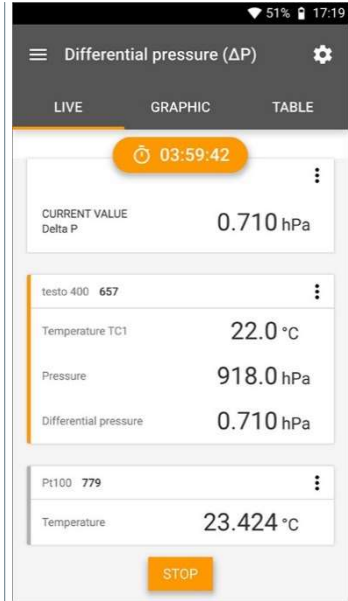 51% 17:19
Differential pressure (ΔP)
LIVE GRAPHIC TABLE
03:59:42
CURRENT VALUE
Delta P 0.710 hPa
testo 400 657
Temperature TC1 22.0 °C
Pressure 918.0 hPa
Differential pressure 0.710 hPa
Pt100 779
Temperature 23.424 °C
STOP